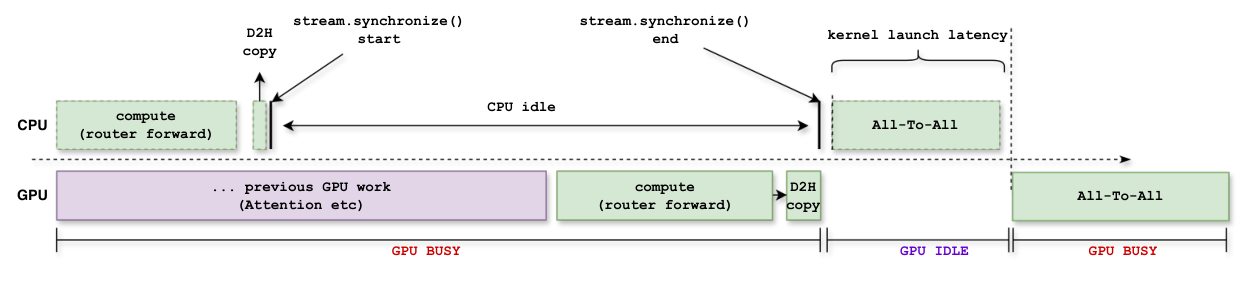 stream.synchronize()
start
stream.synchronize()
end
D2H
copy
kernel launch latency
CPU
compute
(router forward)
CPU idle
All-To-All
GPU
... previous GPU work
(Attention etc)
compute
(router forward)
D2H
copy
All-To-All
GPU BUSY
GPU IDLE
GPU BUSY